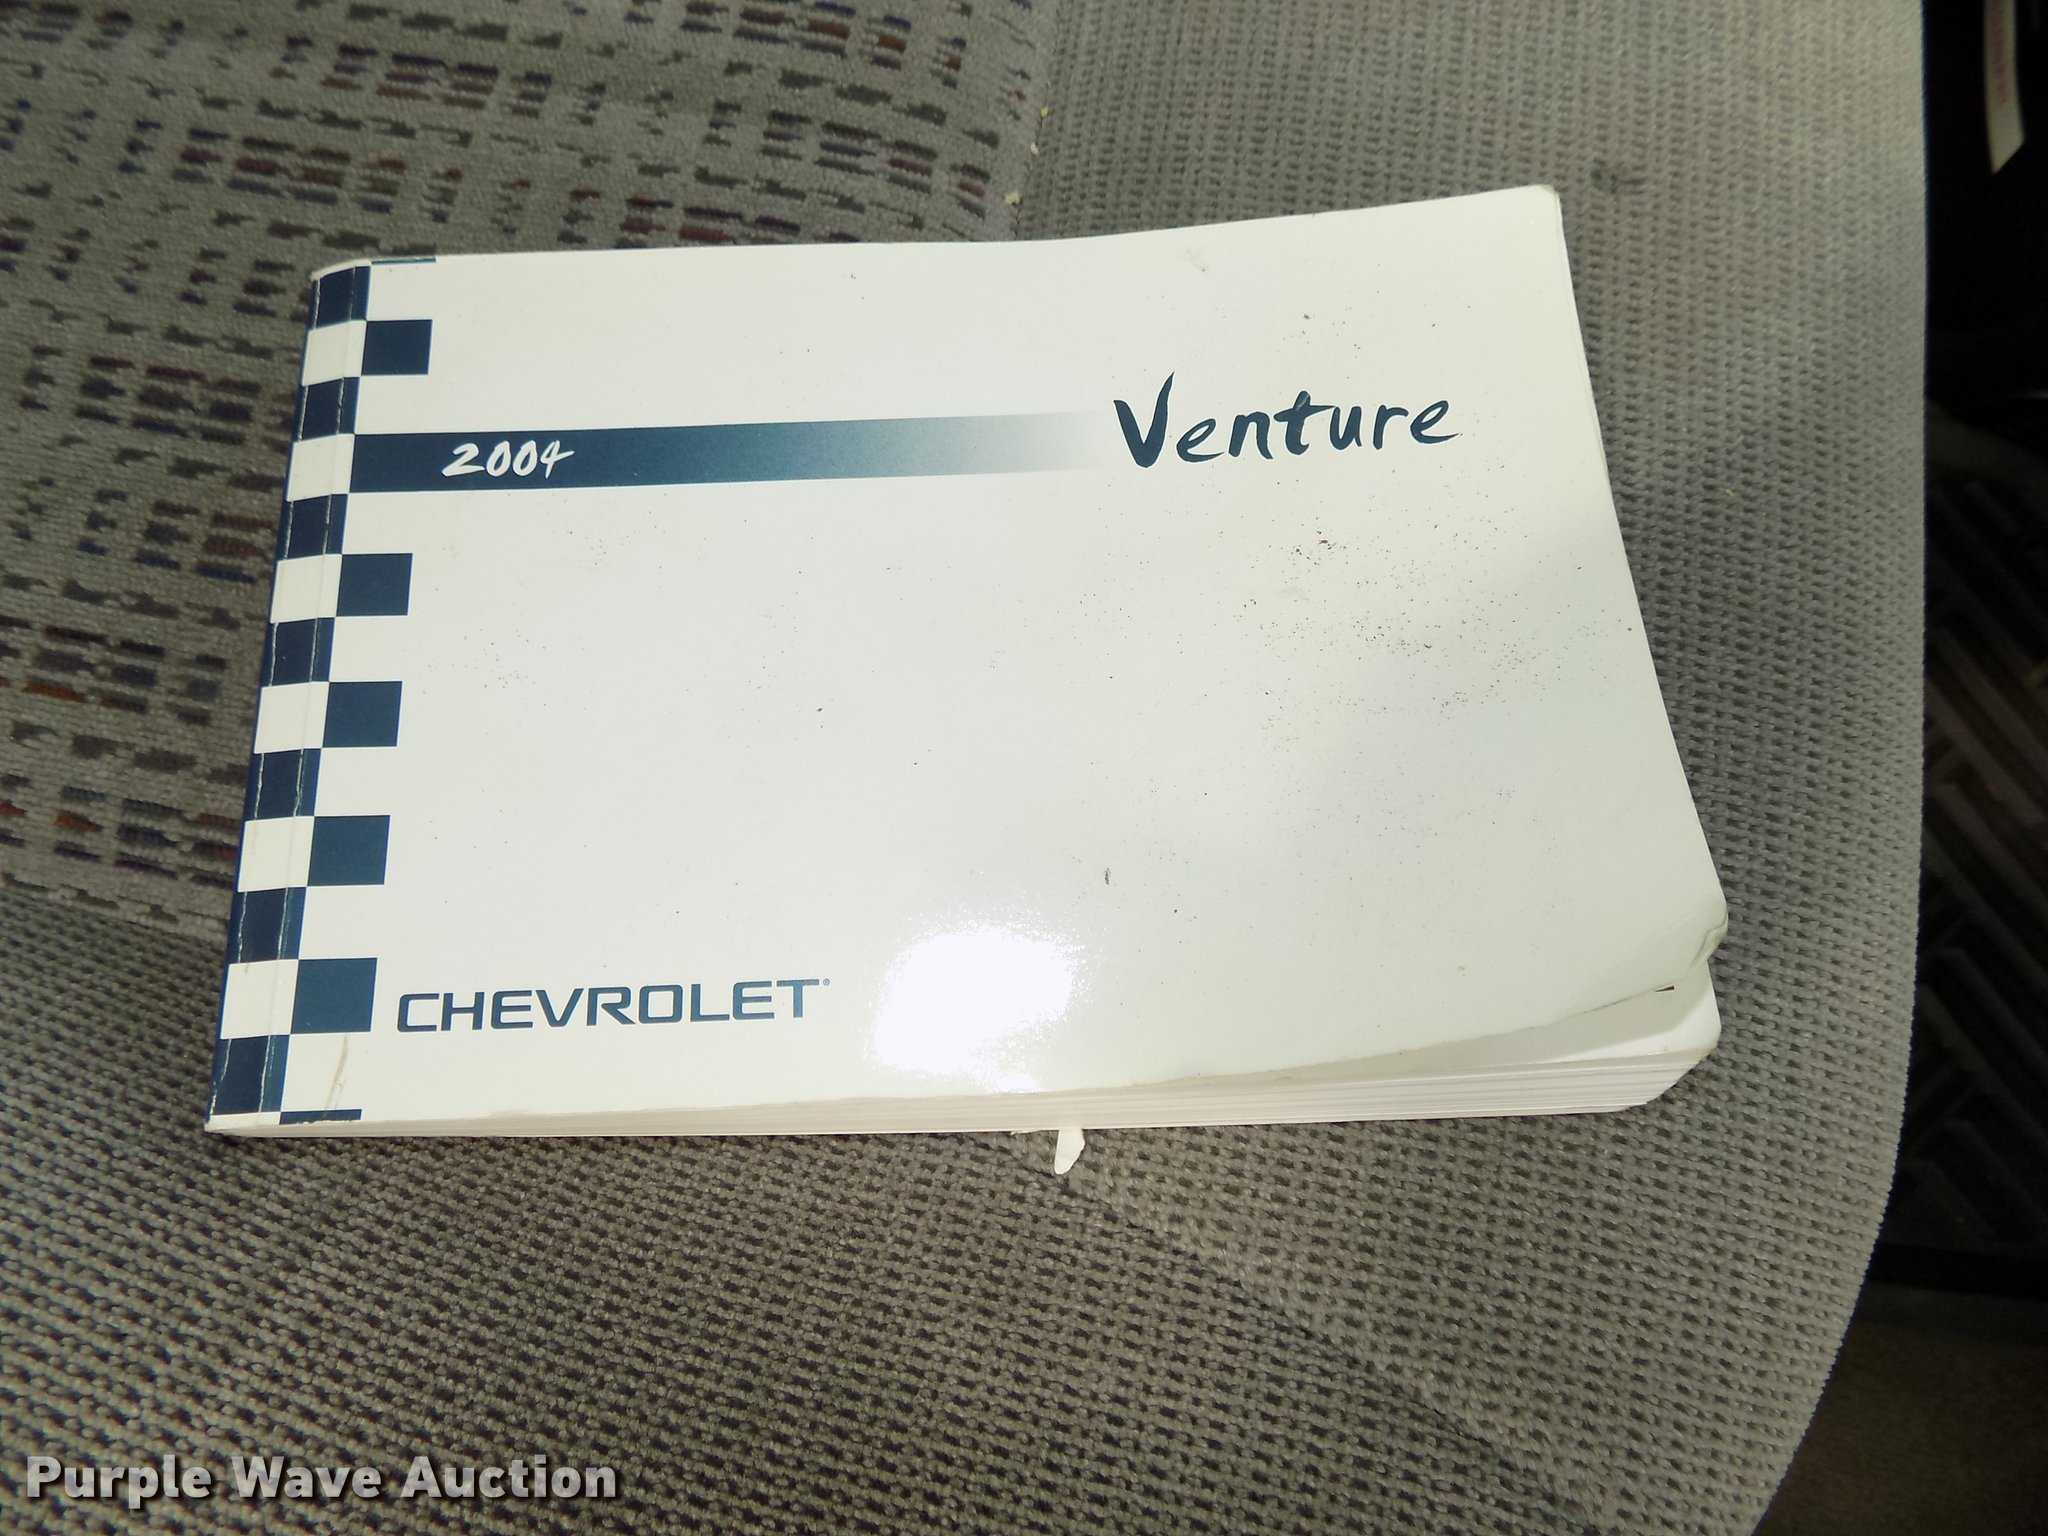 2004
Venture
CHEVROLET®
Purple Wave Auction